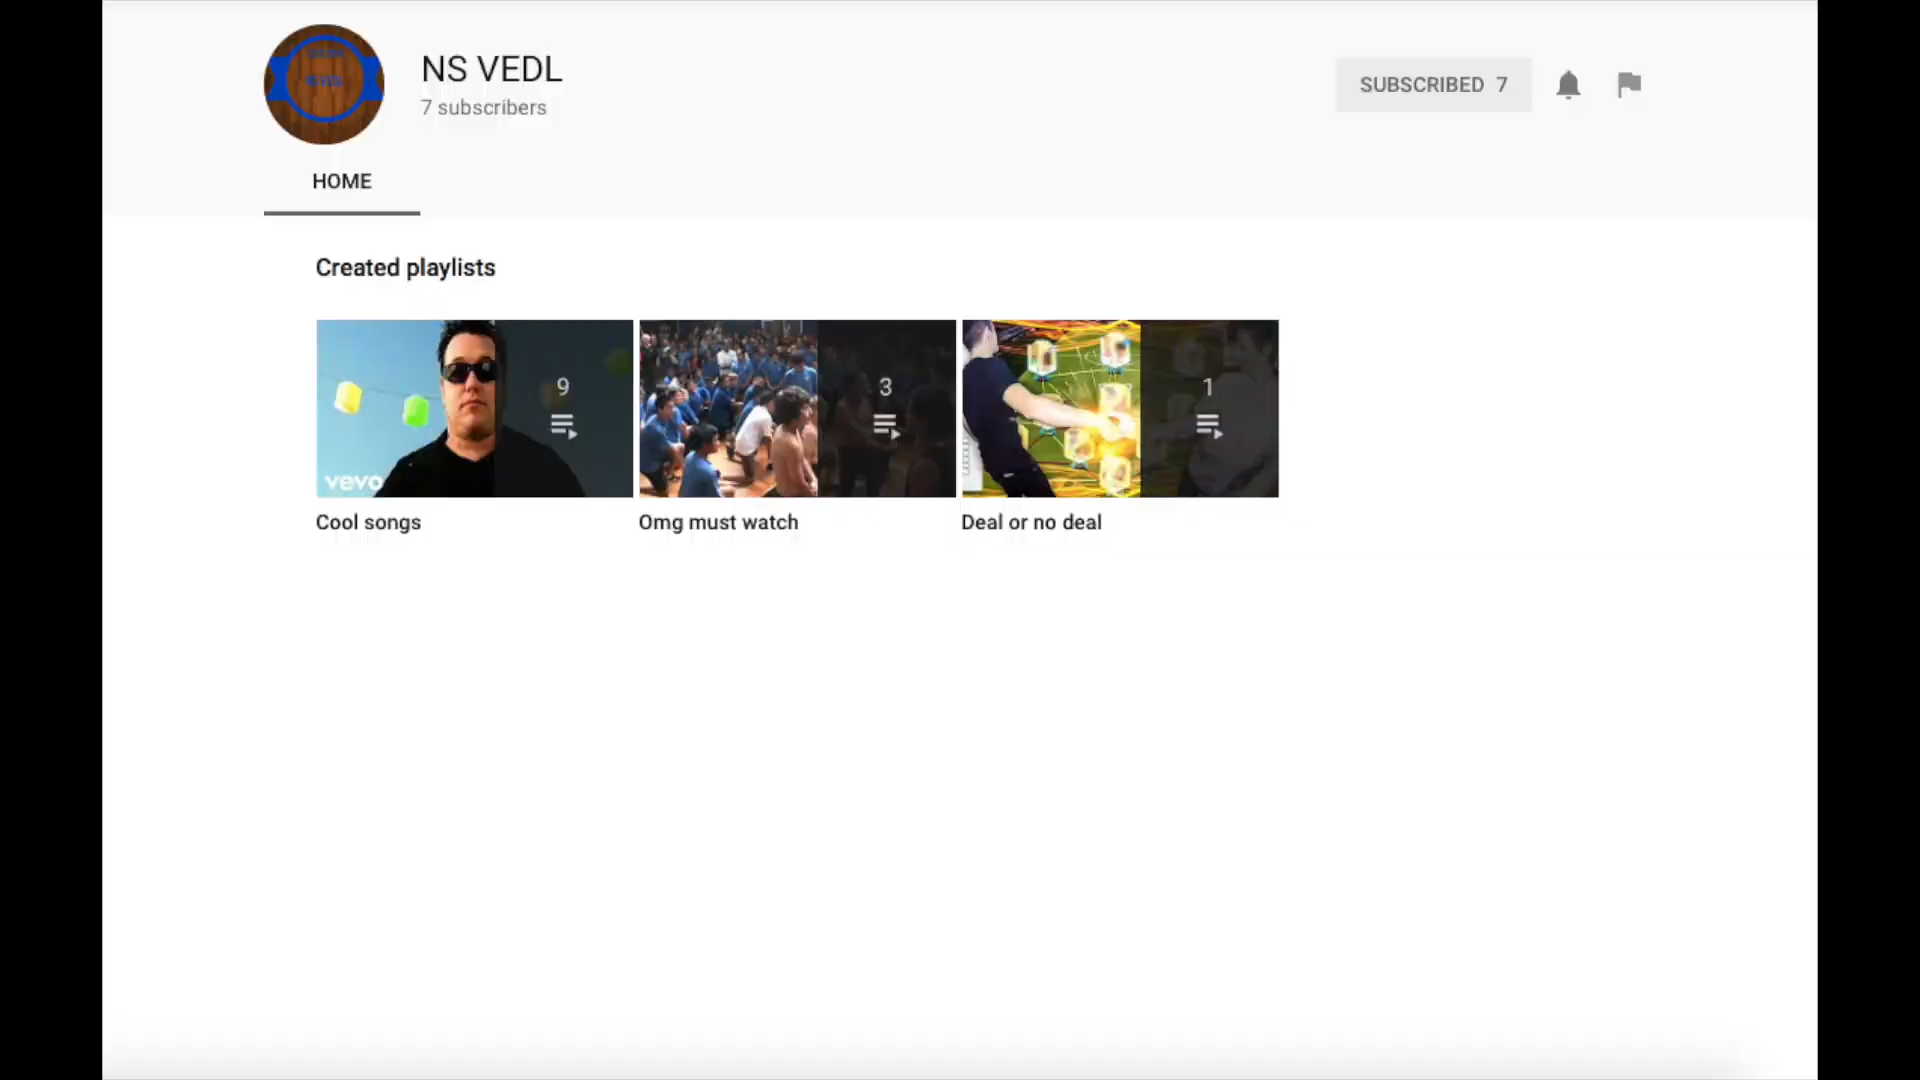 NS VEDL
7 subscribers
SUBSCRIBED 7
HOME
Created playlists
9
3
1
vevo
Cool songs
Omg must watch
Deal or no deal